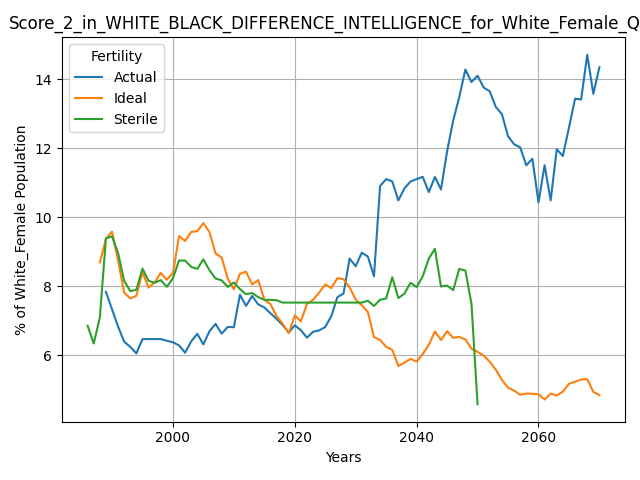 Score_2_in_WHITE_BLACK_DIFFERENCE_INTELLIGENCE_for_White_Female_Q
Fertility
Actual
Ideal
Sterile
% of White_Female Population
14
12
10
8
6
2000 2020 2040 2060
Years